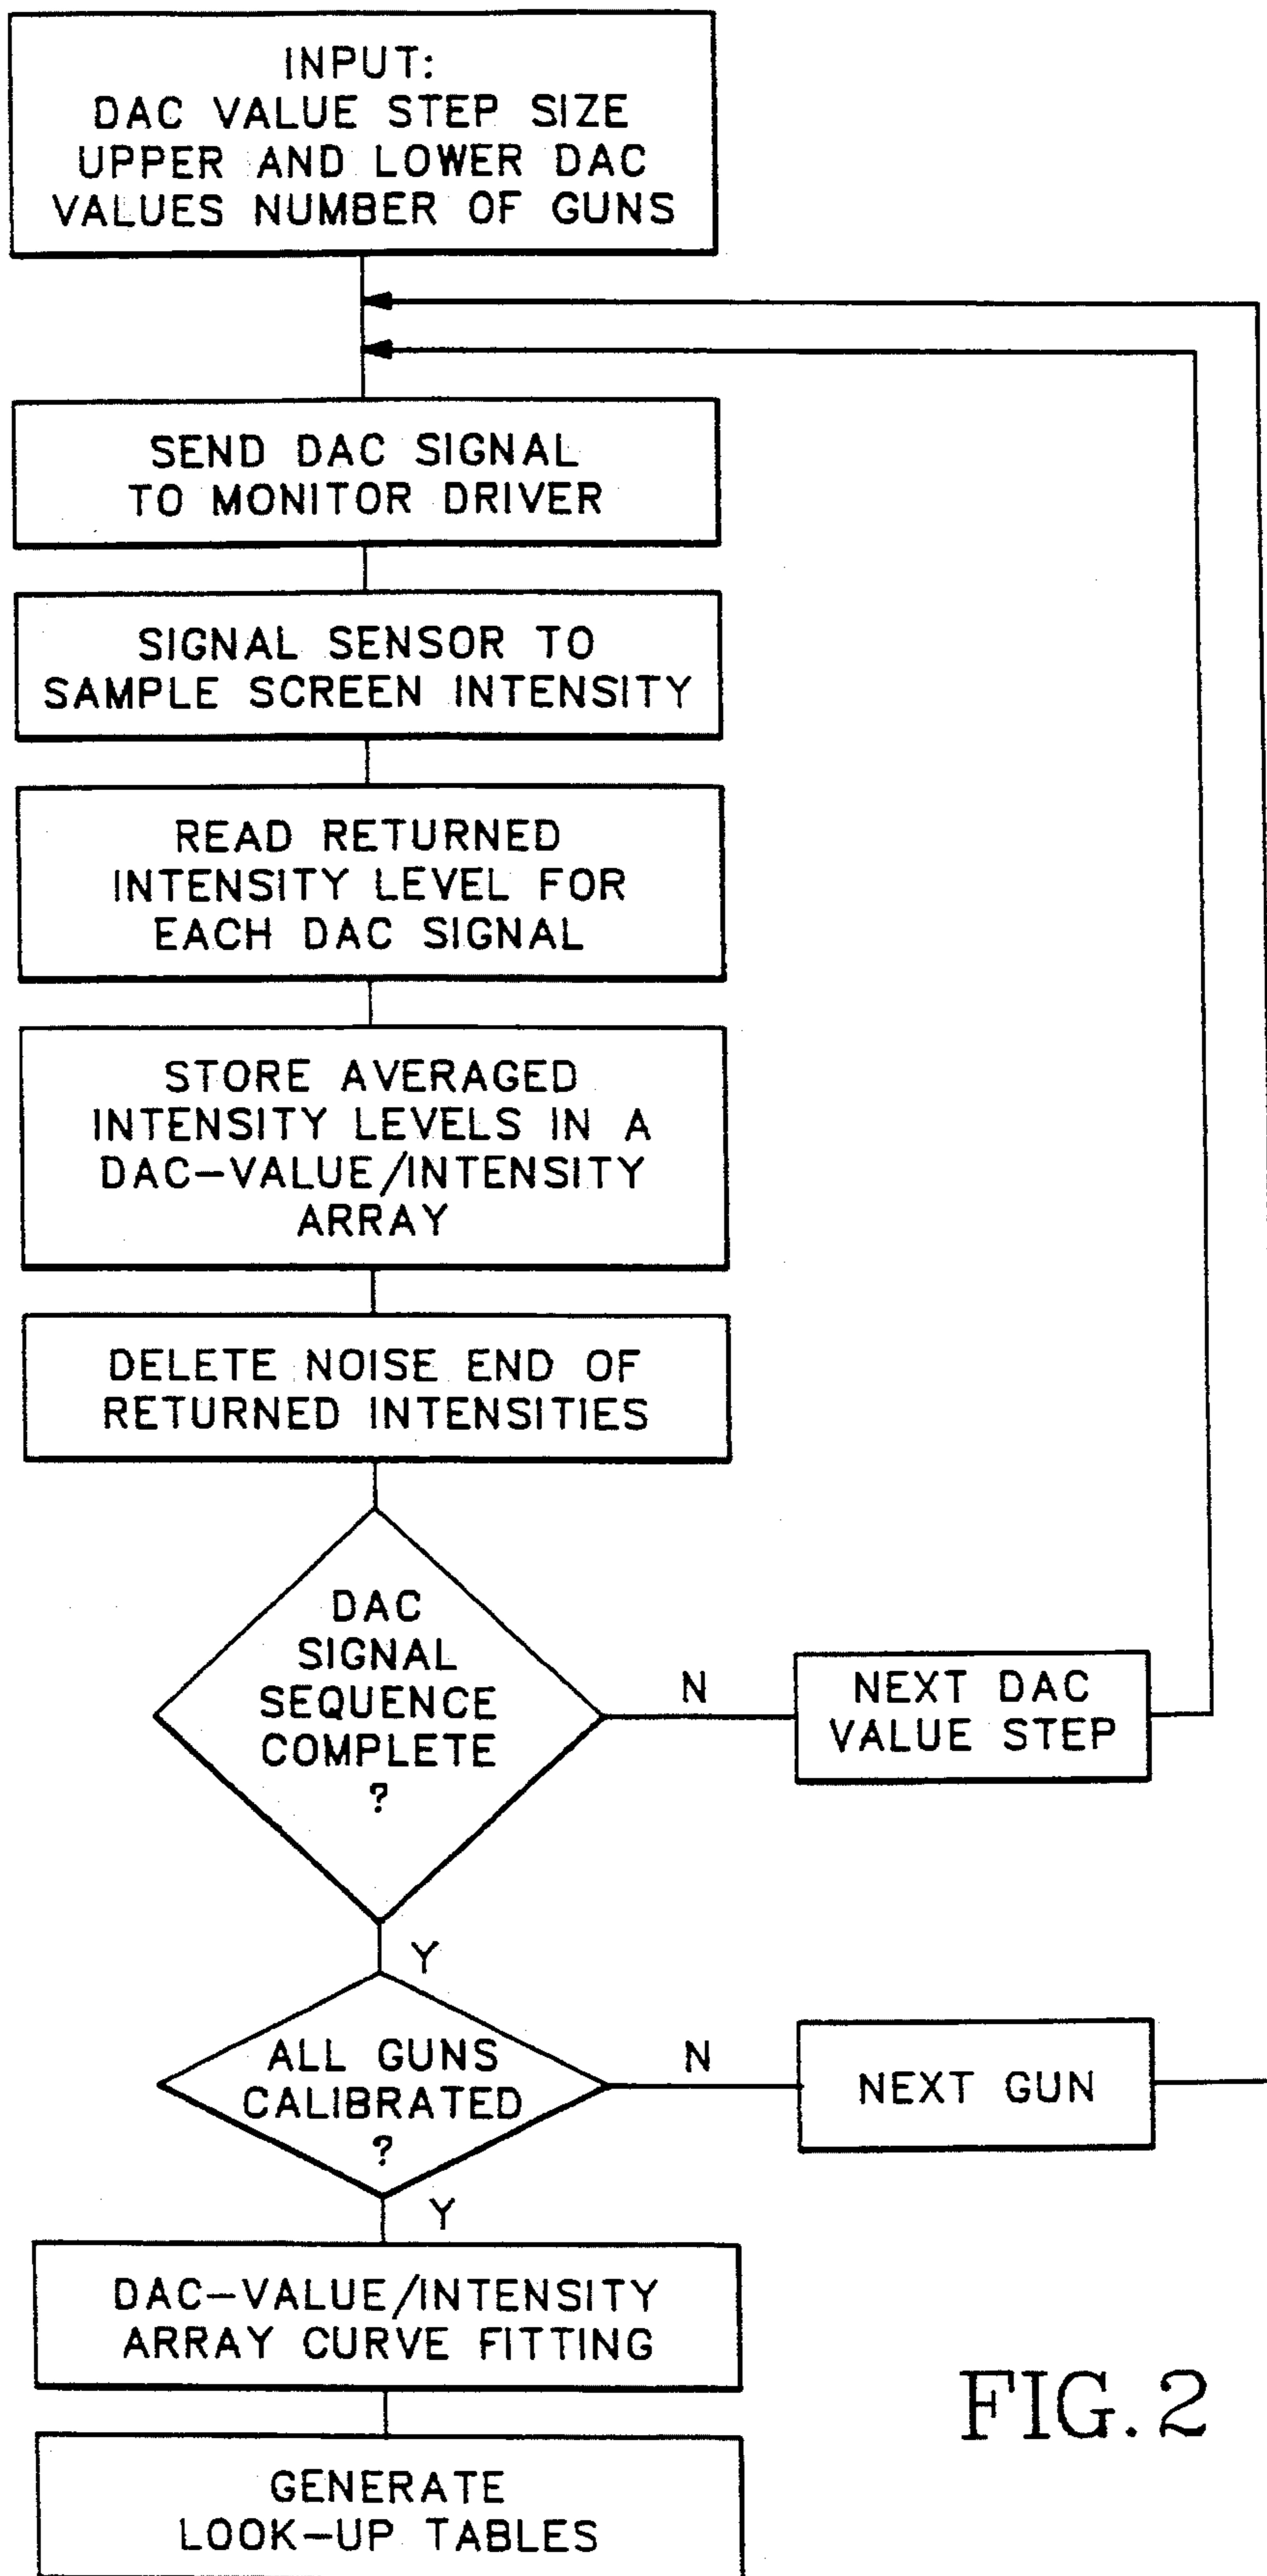 INPUT:
DAC VALUE STEP SIZE
UPPER AND LOWER DAC
VALUES NUMBER OF GUNS
SEND DAC SIGNAL
TO MONITOR DRIVER
SIGNAL SENSOR TO
SAMPLE SCREEN INTENSITY
READ RETURNED
INTENSITY LEVEL FOR
EACH DAC SIGNAL
STORE AVERAGED
INTENSITY LEVELS IN A
DAC-VALUE/INTENSITY
ARRAY
DELETE NOISE END OF
RETURNED INTENSITIES
DAC
SIGNAL
SEQUENCE
COMPLETE
?
N
NEXT DAC
VALUE STEP
Y
ALL GUNS
CALIBRATED
?
N
NEXT GUN
Y
DAC-VALUE/INTENSITY
ARRAY CURVE FITTING
GENERATE
LOOK-UP TABLES
FIG. 2